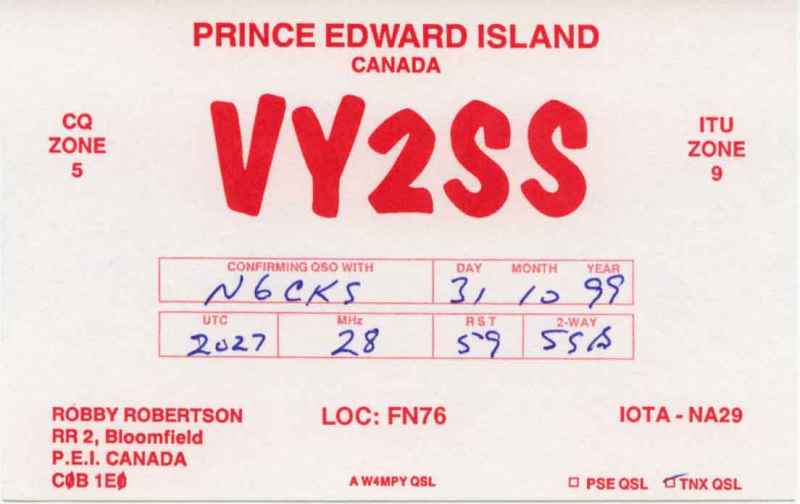 PRINCE EDWARD ISLAND
CANADA
CQ
ZONE
5
VY2SS
ITU
ZONE
9
CONFIRMING QSO WITH DAY MONTH YEAR
N6CKS 31 10 99
UTC MHz RST 2-WAY
2027 28 59 SSB
ROBBY ROBERTSON
RR 2, Bloomfield
P.E.I. CANADA
C0B 1E0
LOC: FN76
IOTA - NA29
A W4MPY QSL
☐ PSE QSL ☑ TNX QSL